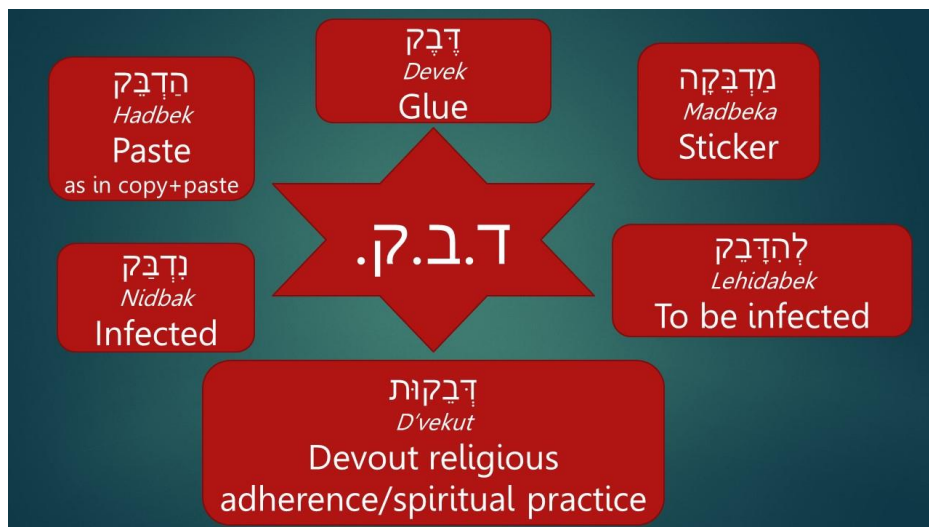 דֶּבֶק
Devek
Glue
הַדְבֵּק
Hadbek
Paste
as in copy+paste
מַדְבֵּקָה
Madbeka
Sticker
ד.ב.ק.
נִדְבַּק
Nidbak
Infected
לְהִדָּבֵק
Lehidabek
To be infected
דְּבֵקוּת
D'vekut
Devout religious
adherence/spiritual practice